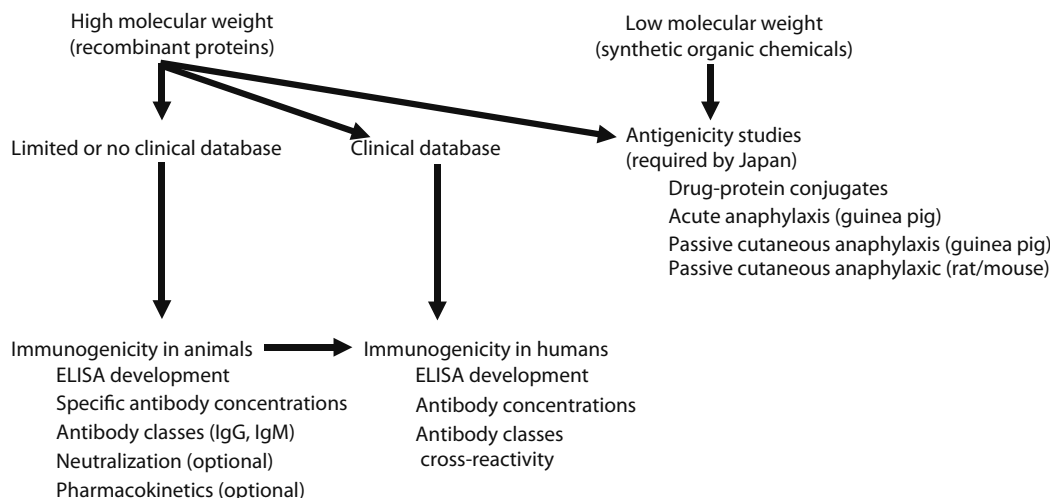 High molecular weight
(recombinant proteins)
Low molecular weight
(synthetic organic chemicals)
Limited or no clinical database
Clinical database
Antigenicity studies
(required by Japan)
Drug-protein conjugates
Acute anaphylaxis (guinea pig)
Passive cutaneous anaphylaxis (guinea pig)
Passive cutaneous anaphylaxic (rat/mouse)
Immunogenicity in animals
ELISA development
Specific antibody concentrations
Antibody classes (IgG, IgM)
Neutralization (optional)
Pharmacokinetics (optional)
Immunogenicity in humans
ELISA development
Antibody concentrations
Antibody classes
cross-reactivity